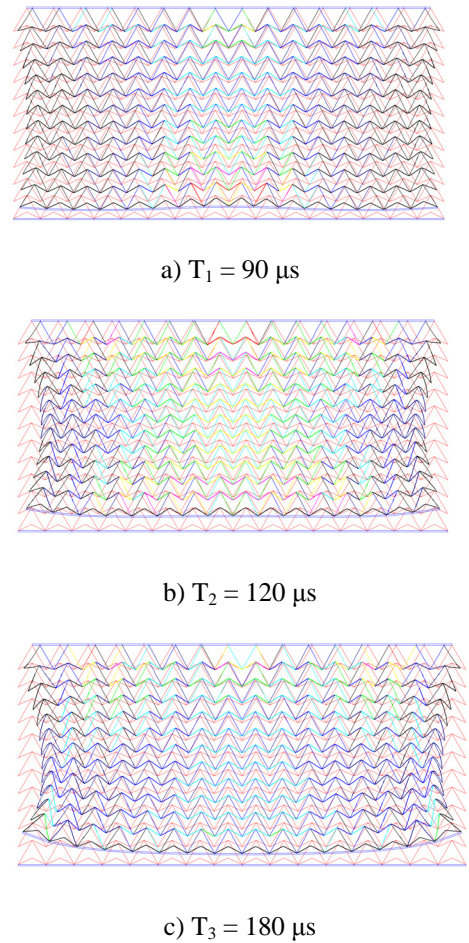 a) T₁ = 90 μs
b) T₂ = 120 μs
c) T₃ = 180 μs